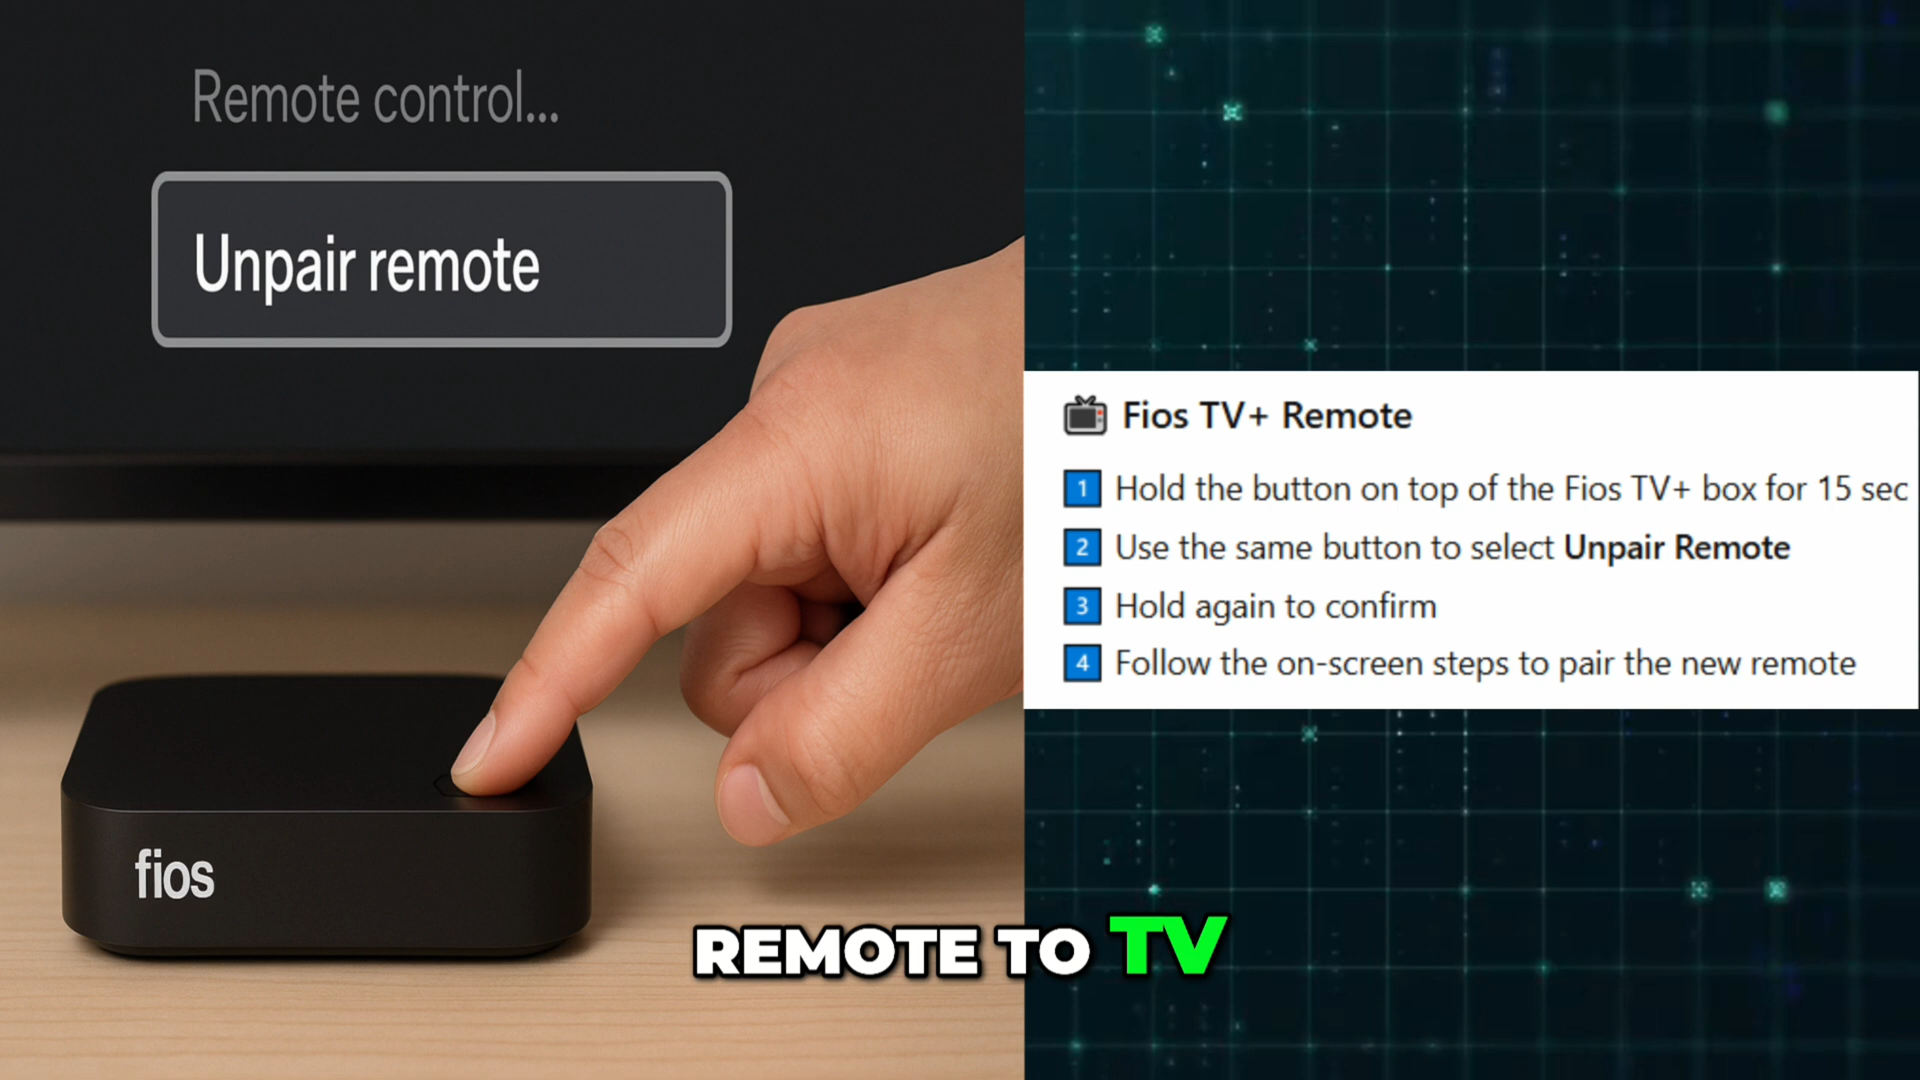 Remote control...
Unpair remote
fios
Fios TV+ Remote
1 Hold the button on top of the Fios TV+ box for 15 sec
2 Use the same button to select Unpair Remote
3 Hold again to confirm
4 Follow the on-screen steps to pair the new remote
REMOTE TO TV